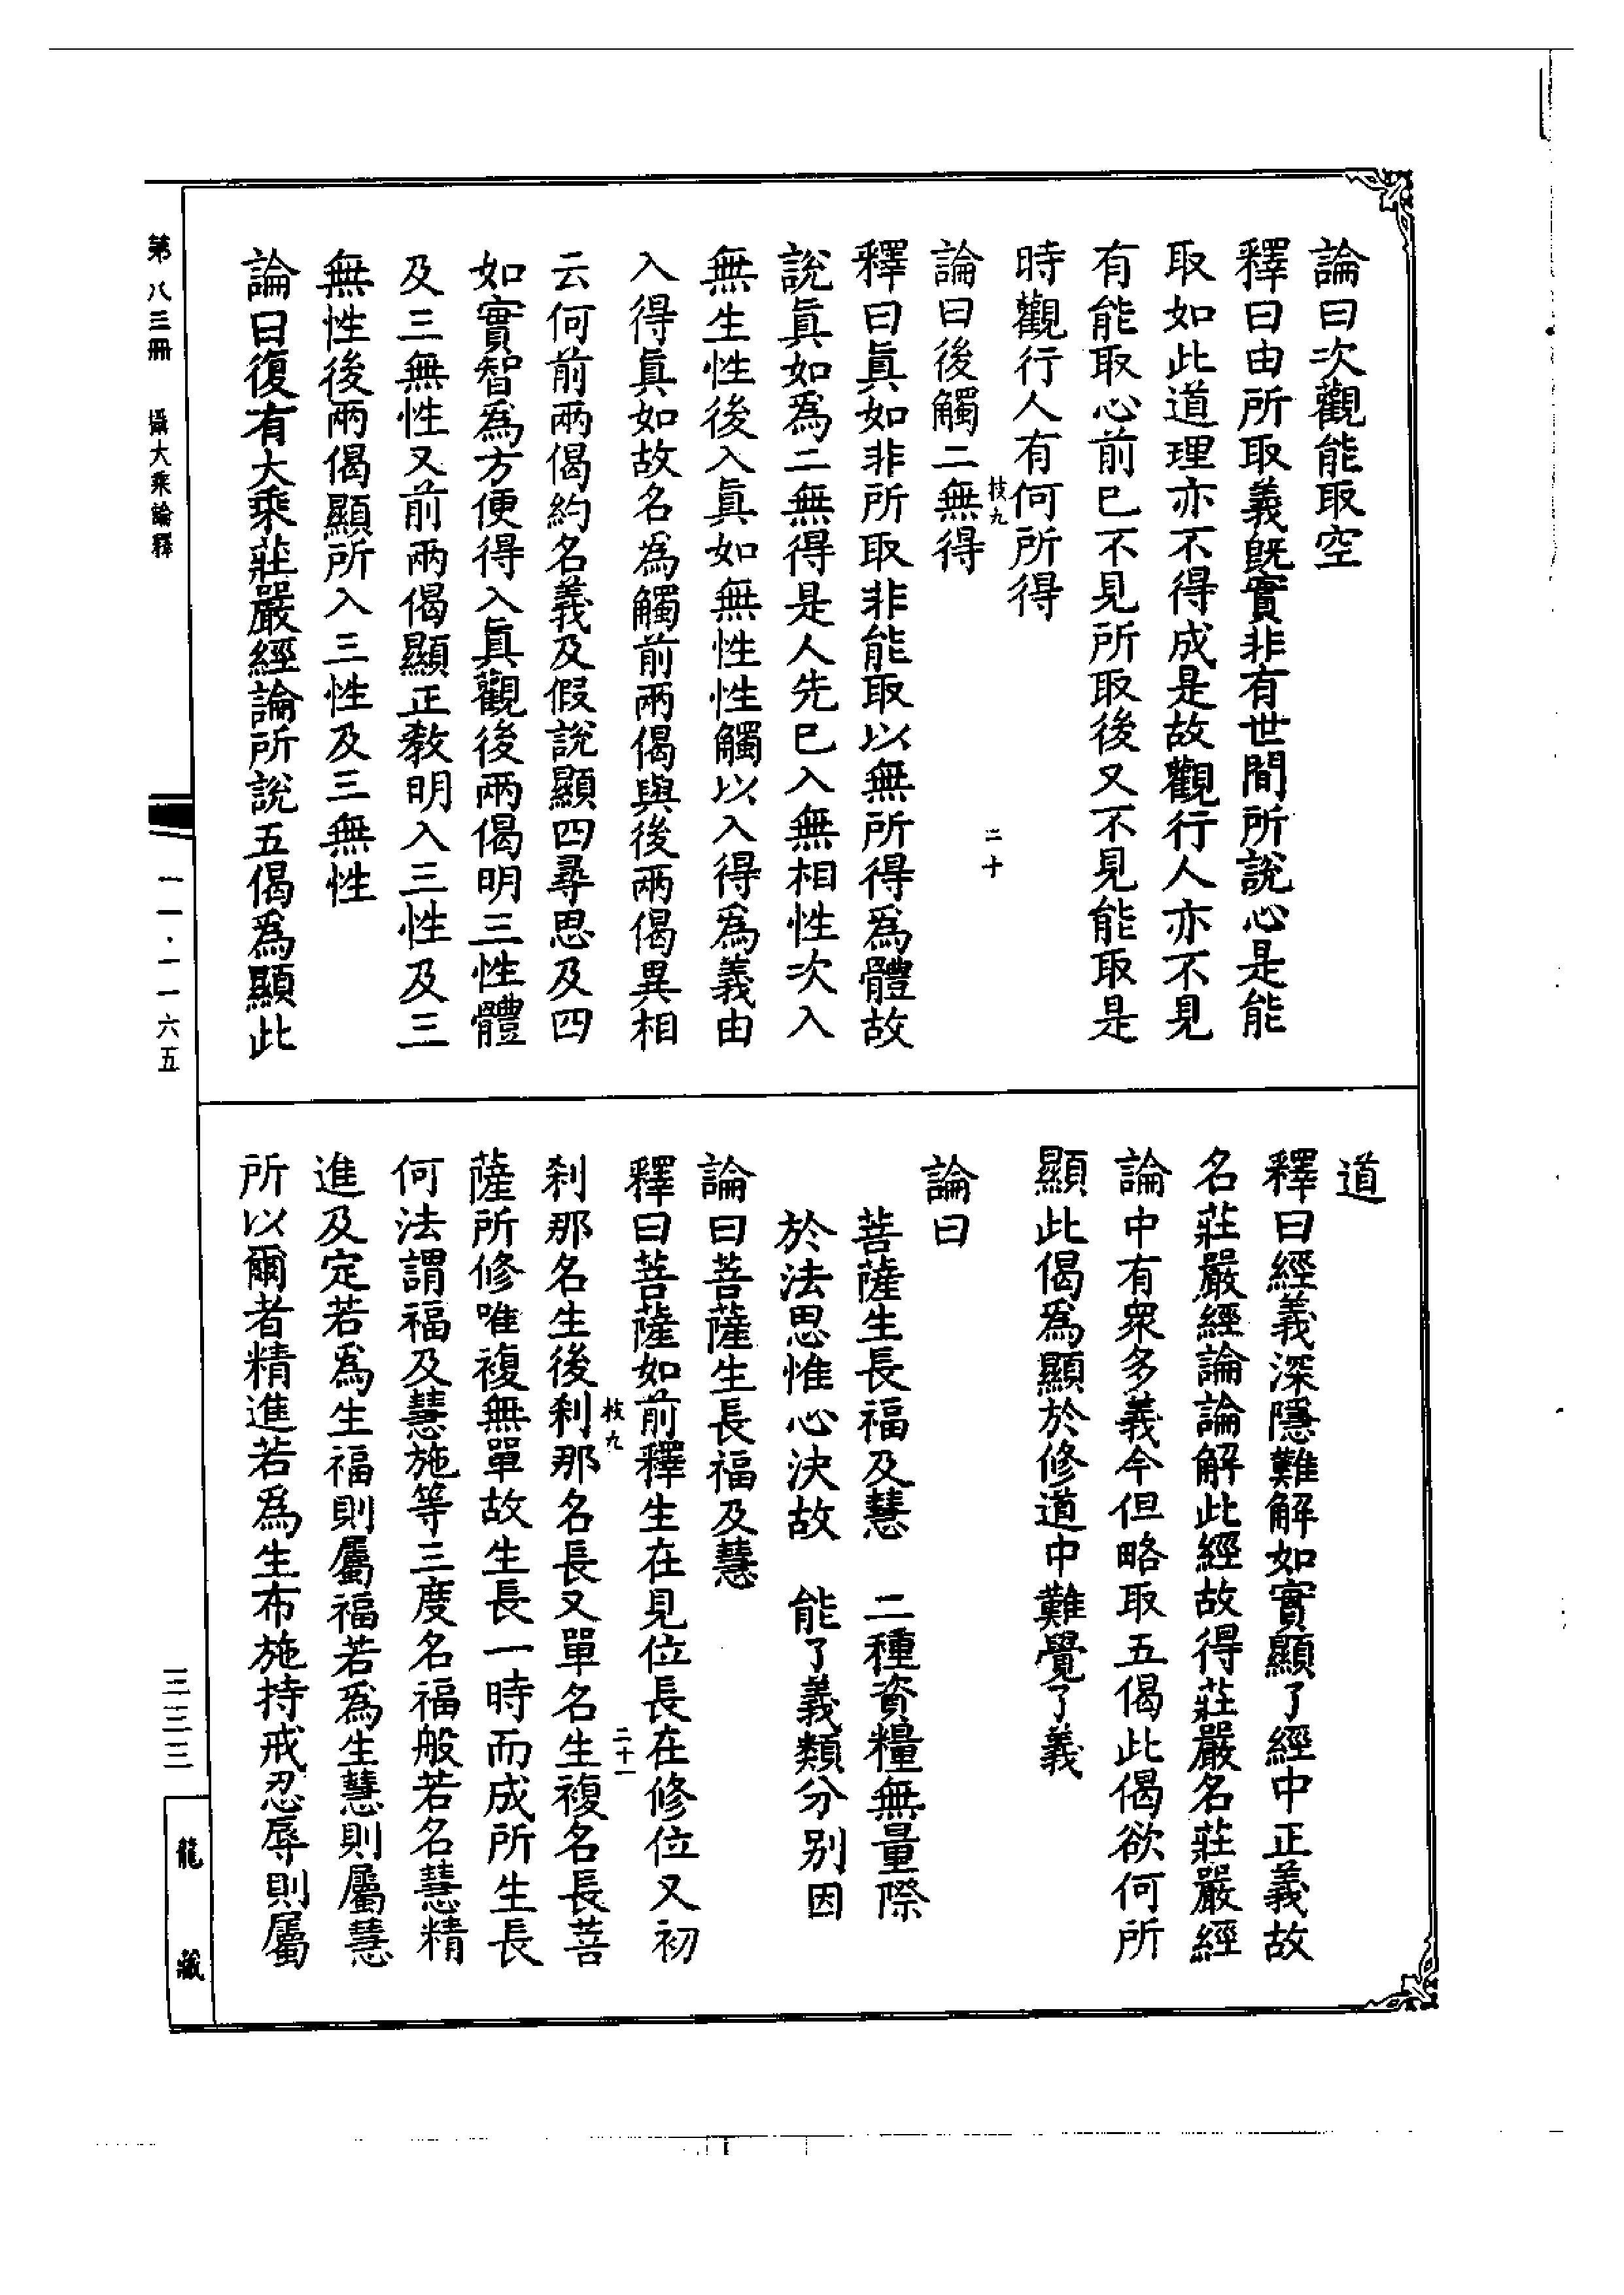 論曰次觀能取空
釋曰由所取義旣實非有世間所說心是能
取如此道理亦不得成是故觀行人亦不見
有能取心前已不見所取後又不見能取是
時觀行人有何所得
技九
二十
論曰後觸二無得
釋曰眞如非所取非能取以無所得爲體故
說眞如爲二無得是人先已入無相性次入
無生性後入眞如無性性觸以入得爲義由
入得眞如故名爲觸前兩偈與後兩偈異相
云何前兩偈約名義及假說顯四尋思及四
如實智爲方便得入眞觀後兩偈明三性體
及三無性又前兩偈顯正教明入三性及三
無性後兩偈顯所入三性及三無性
論曰復有大乘莊嚴經論所說五偈爲顯此
道
釋曰經義深隱難解如實顯了經中正義故
名莊嚴經論論解此經故得莊嚴名莊嚴經
論中有衆多義今但略取五偈此偈欲何所
顯此偈爲顯於修道中難覺了義
論曰
菩薩生長福及慧　二種資糧無量際
於法思惟心決故　能了義類分别因
論曰菩薩生長福及慧
釋曰菩薩如前釋生在見位長在修位又初
技九
二十一
刹那名生後刹那名長又單名生複名長菩
薩所修唯複無單故生長一時而成所生長
何法謂福及慧施等三度名福般若名慧精
進及定若爲生福則屬福若爲生慧則屬慧
所以爾者精進若爲生布施持戒忍辱則屬
第八三冊　攝大乘論釋
一一·一一六五
三三三
龍藏